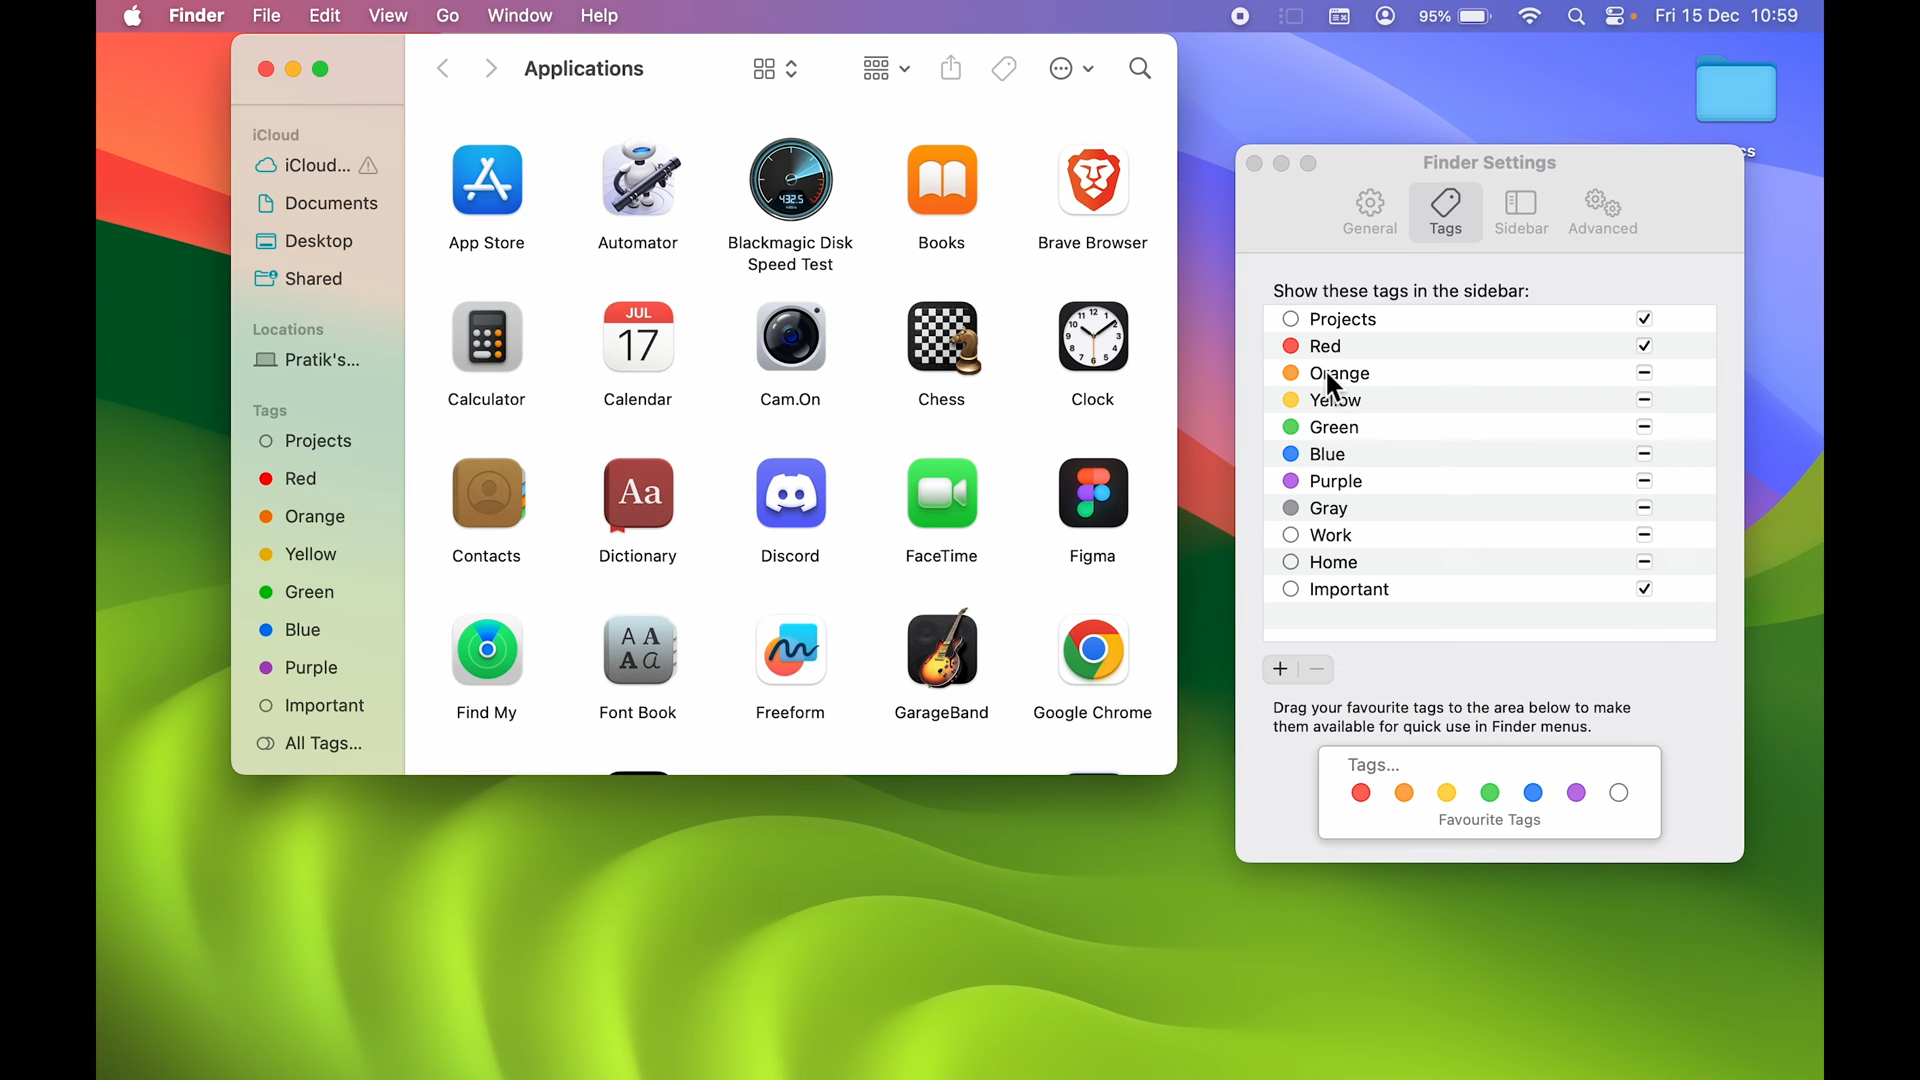 Finder File Edit View Go Window Help
95% Fri 15 Dec 10:59
Applications
iCloud
iCloud...
Documents
Desktop
Shared
Locations
Pratik's...
Tags
Projects
Red
Orange
Yellow
Green
Blue
Purple
Important
All Tags...
App Store
Automator
432.5
Blackmagic Disk
Speed Test
Books
Brave Browser
Calculator
JUL
17
Calendar
Cam.On
Chess
Clock
Contacts
Aa
Dictionary
Discord
FaceTime
Figma
Find My
Font Book
Freeform
GarageBand
Google Chrome
cs
Finder Settings
General Tags Sidebar Advanced
Show these tags in the sidebar:
Projects
Red
Orange
Yellow
Green
Blue
Purple
Gray
Work
Home
Important
Drag your favourite tags to the area below to make
them available for quick use in Finder menus.
Tags...
Favourite Tags